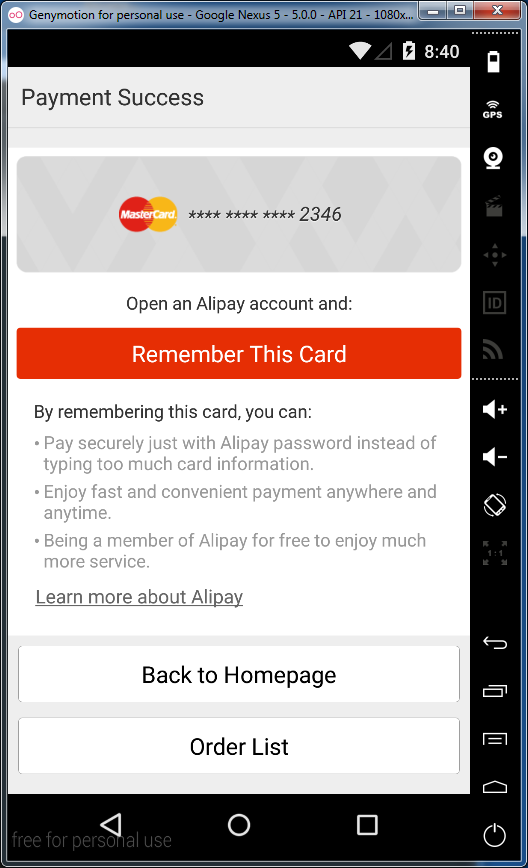 Genymotion for personal use - Google Nexus 5 - 5.0.0 - API 21 - 1080x...
8:40
GPS
Payment Success
MasterCard. **** **** **** 2346
ID
Open an Alipay account and:
Remember This Card
By remembering this card, you can:
• Pay securely just with Alipay password instead of
typing too much card information.
• Enjoy fast and convenient payment anywhere and
anytime.
• Being a member of Alipay for free to enjoy much
more service.
1:1
Learn more about Alipay
Back to Homepage
Order List
free for personal use